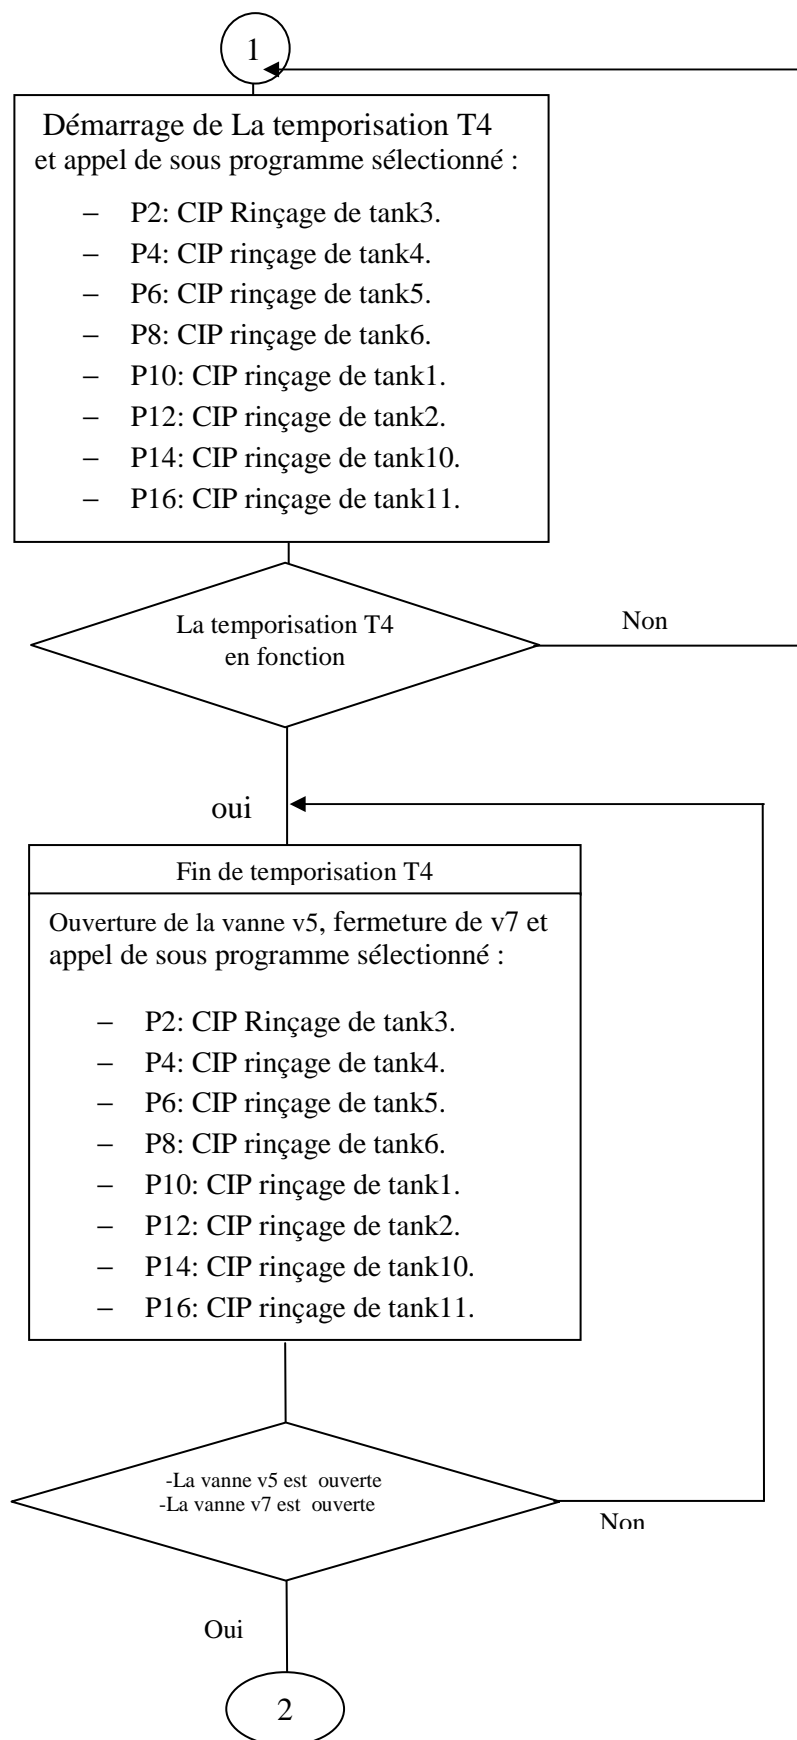 1
Démarrage de La temporisation T4
et appel de sous programme sélectionné :
– P2: CIP Rinçage de tank3.
– P4: CIP rinçage de tank4.
– P6: CIP rinçage de tank5.
– P8: CIP rinçage de tank6.
– P10: CIP rinçage de tank1.
– P12: CIP rinçage de tank2.
– P14: CIP rinçage de tank10.
– P16: CIP rinçage de tank11.
La temporisation T4
en fonction
Non
oui
Fin de temporisation T4
Ouverture de la vanne v5, fermeture de v7 et
appel de sous programme sélectionné :
– P2: CIP Rinçage de tank3.
– P4: CIP rinçage de tank4.
– P6: CIP rinçage de tank5.
– P8: CIP rinçage de tank6.
– P10: CIP rinçage de tank1.
– P12: CIP rinçage de tank2.
– P14: CIP rinçage de tank10.
– P16: CIP rinçage de tank11.
-La vanne v5 est ouverte
-La vanne v7 est ouverte
Non
Oui
2